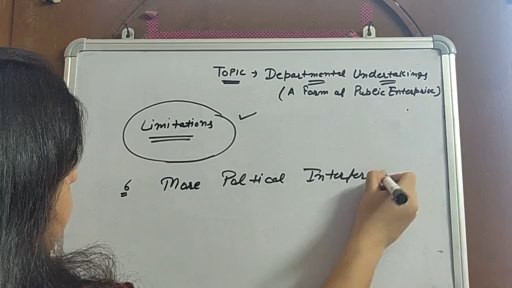 Topic → Departmental Undertakings
(A Form of Public Enterprise)
Limitations ✓
6 More Political Interfer